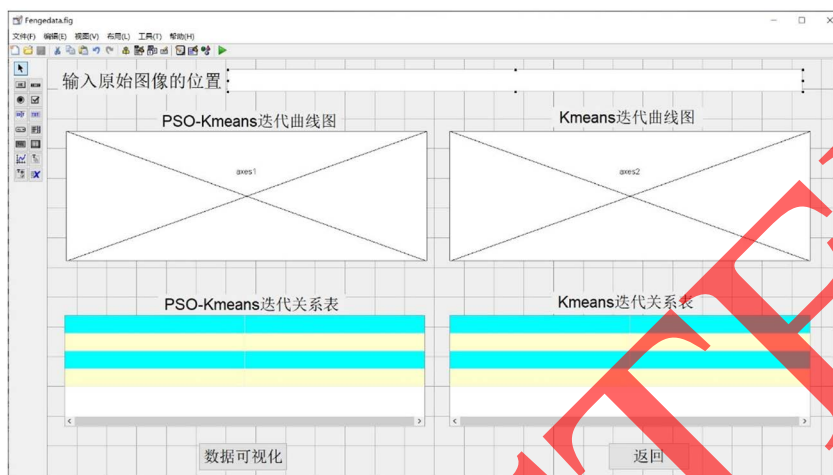 Fengedata.fig
文件(F) 编辑(E) 视图(V) 布局(L) 工具(T) 帮助(H)
输入原始图像的位置
PSO-Kmeans迭代曲线图 Kmeans迭代曲线图
axes1 axes2
PSO-Kmeans迭代关系表 Kmeans迭代关系表
数据可视化 返回